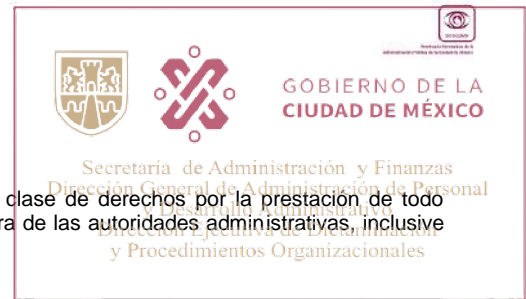 GOBIERNO DE LA
CIUDAD DE MÉXICO
Secretaría de Administración y Finanzas
Dirección General de Administración de Personal
y Desarrollo Administrativo
Dirección Ejecutiva de Dictaminación
y Procedimientos Organizacionales
clase de derechos por la prestación de todo
ra de las autoridades administrativas, inclusive